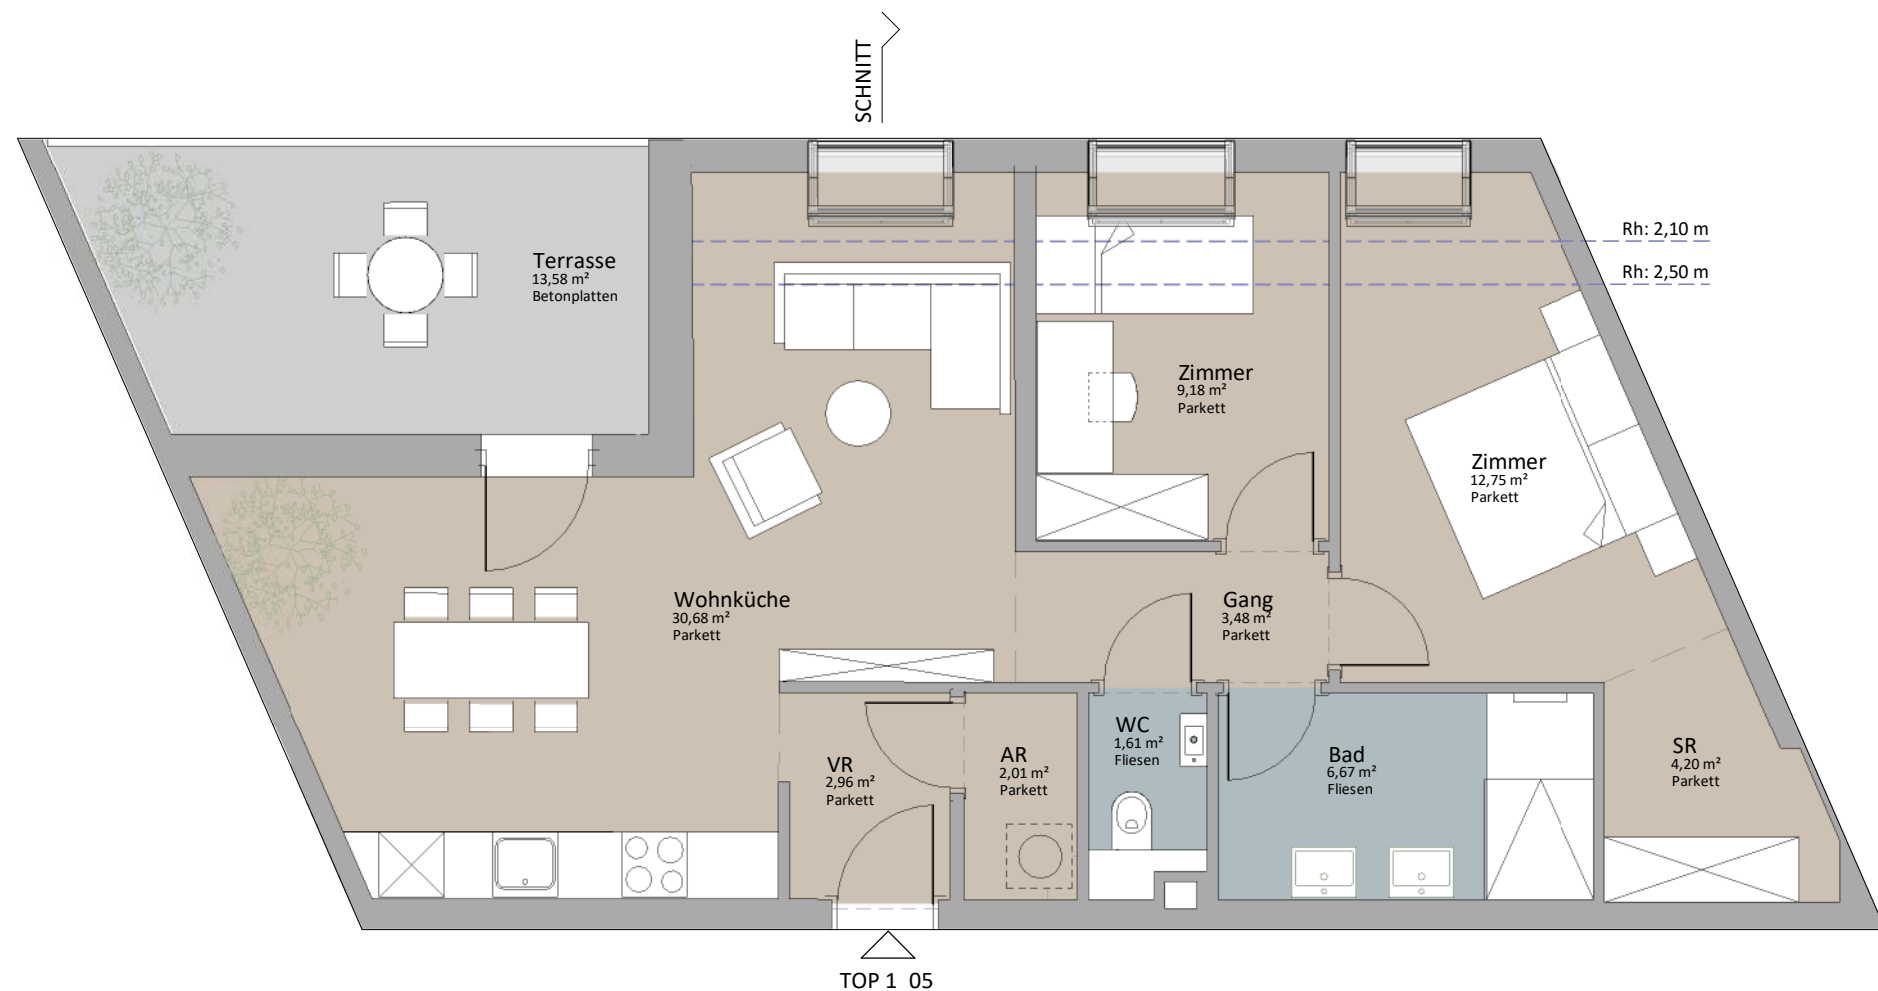 SCHNITT
Rh: 2,10 m
Rh: 2,50 m
Terrasse
13,58 m²
Betonplatten
Zimmer
9,18 m²
Parkett
Zimmer
12,75 m²
Parkett
Wohnküche
30,68 m²
Parkett
Gang
3,48 m²
Parkett
VR
2,96 m²
Parkett
AR
2,01 m²
Parkett
WC
1,61 m²
Fliesen
Bad
6,67 m²
Fliesen
SR
4,20 m²
Parkett
TOP 1 05